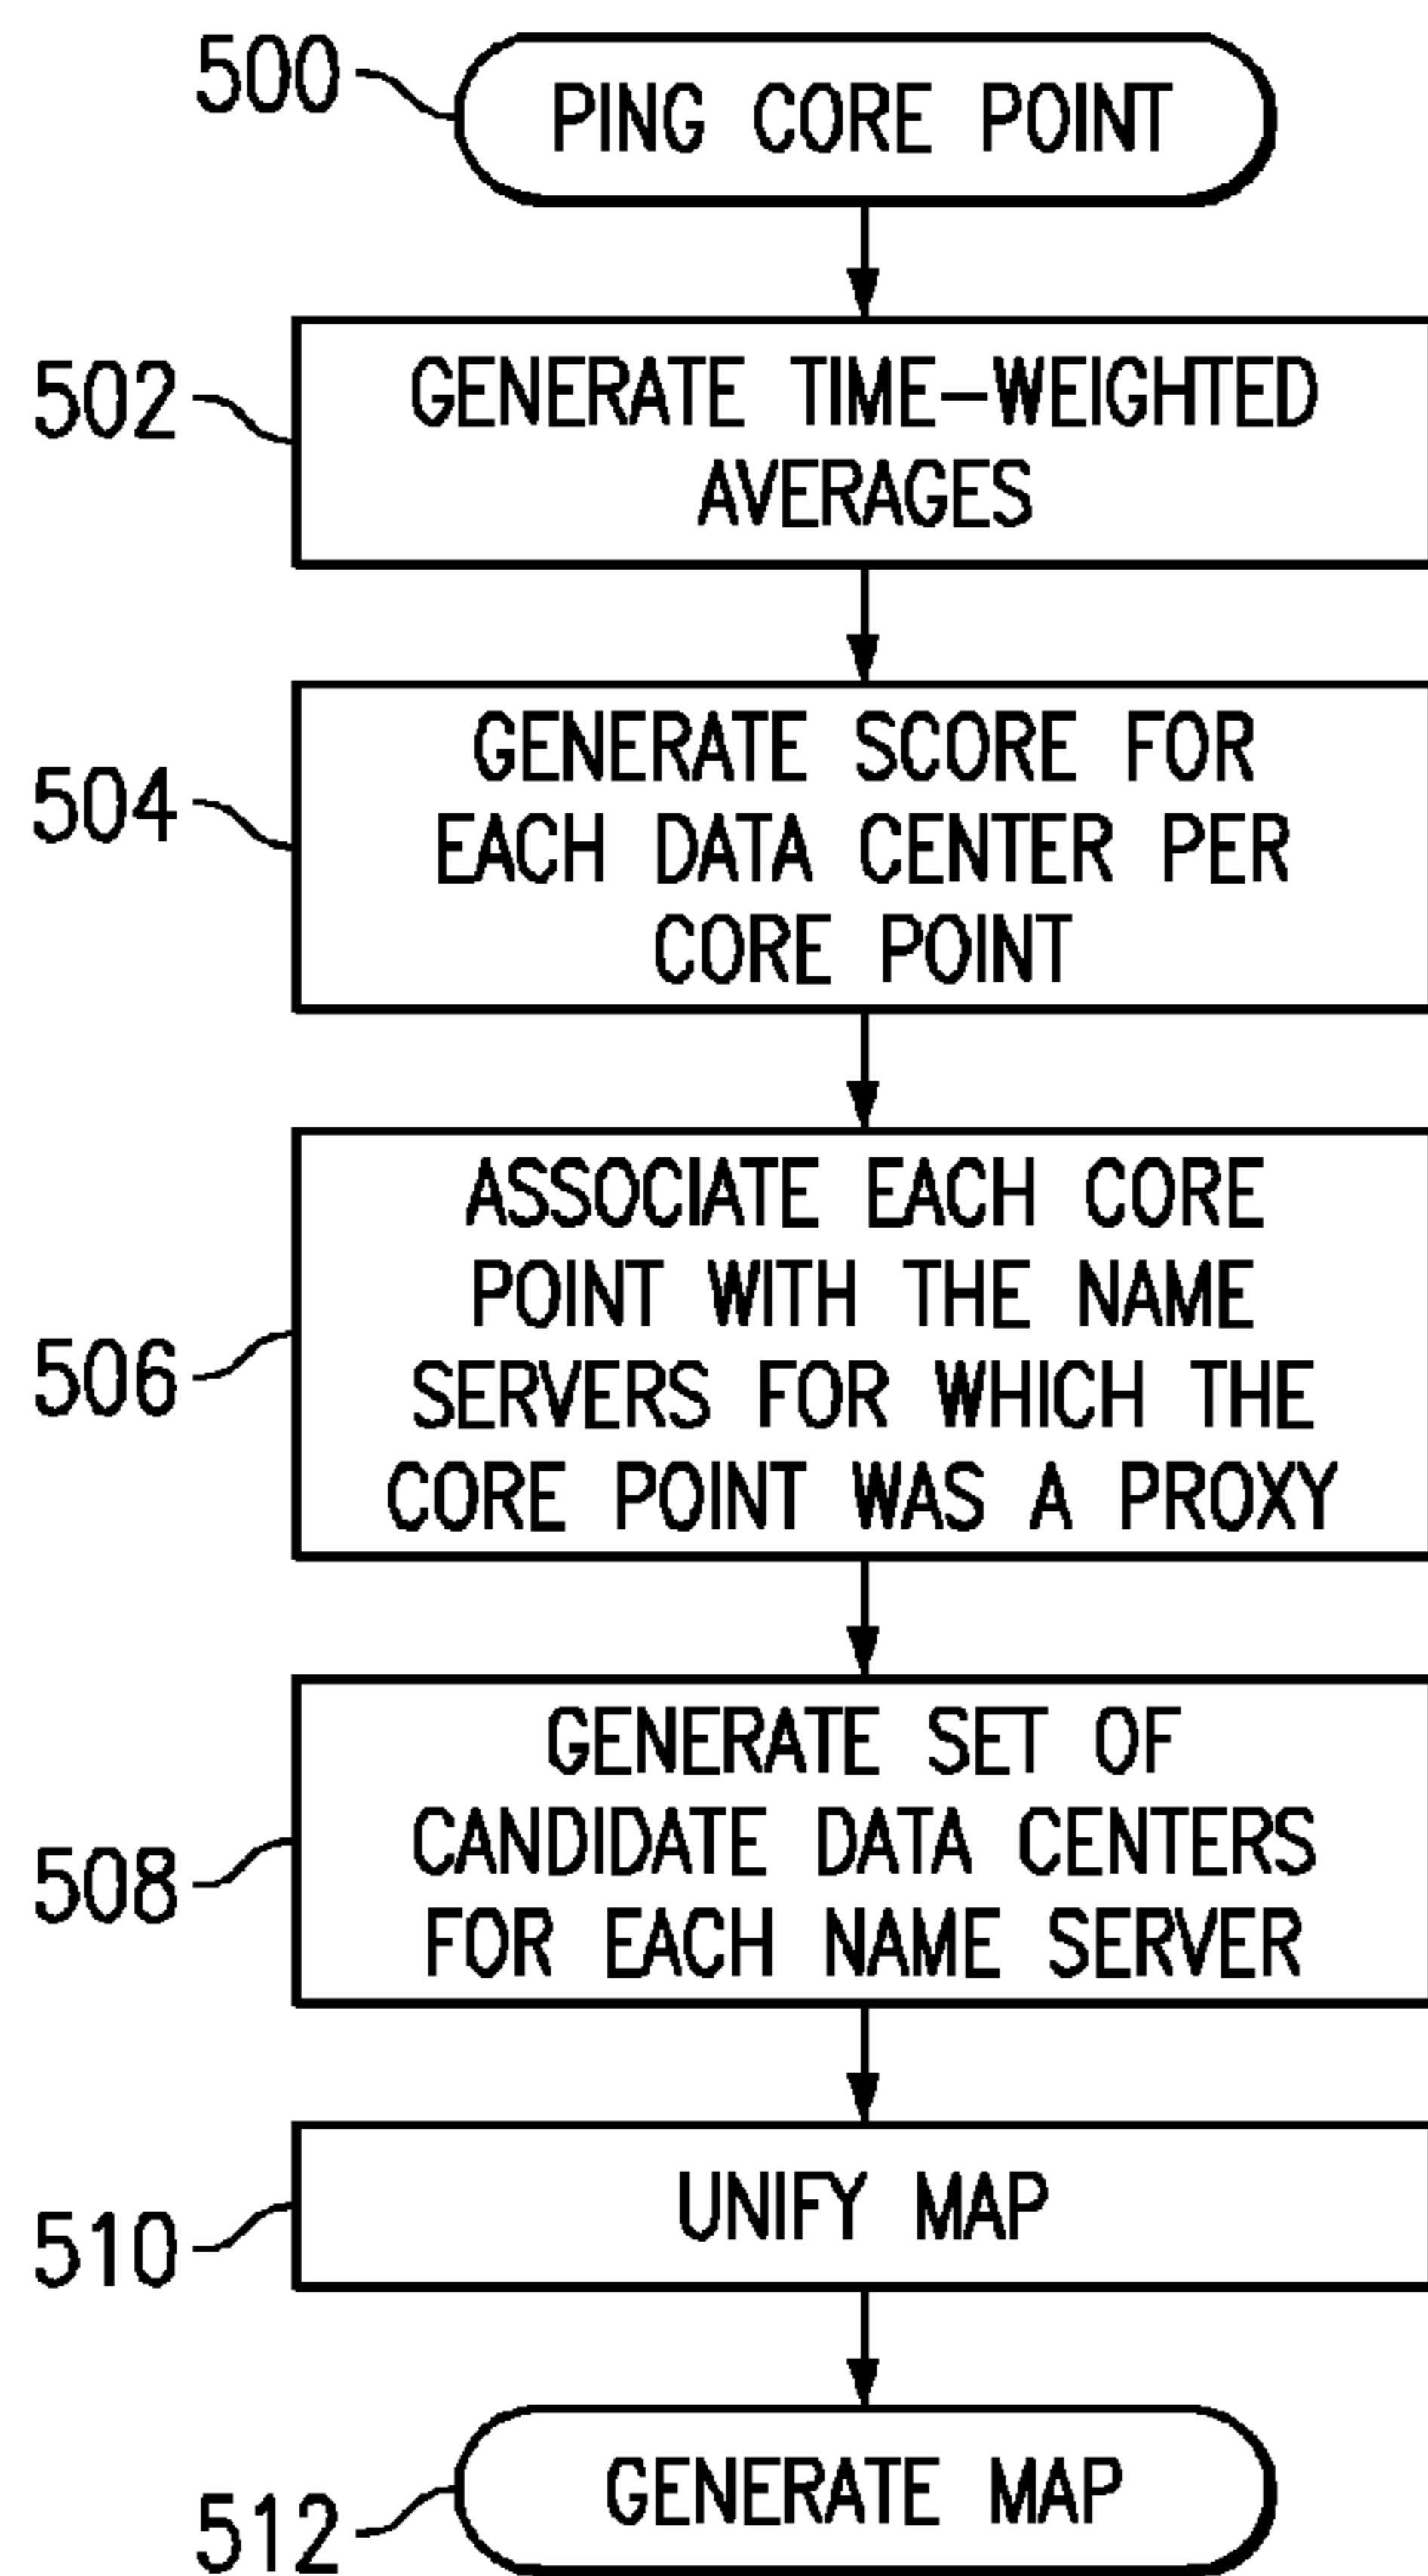 500
PING CORE POINT
502
GENERATE TIME-WEIGHTED
AVERAGES
504
GENERATE SCORE FOR
EACH DATA CENTER PER
CORE POINT
506
ASSOCIATE EACH CORE
POINT WITH THE NAME
SERVERS FOR WHICH THE
CORE POINT WAS A PROXY
508
GENERATE SET OF
CANDIDATE DATA CENTERS
FOR EACH NAME SERVER
510
UNIFY MAP
512
GENERATE MAP